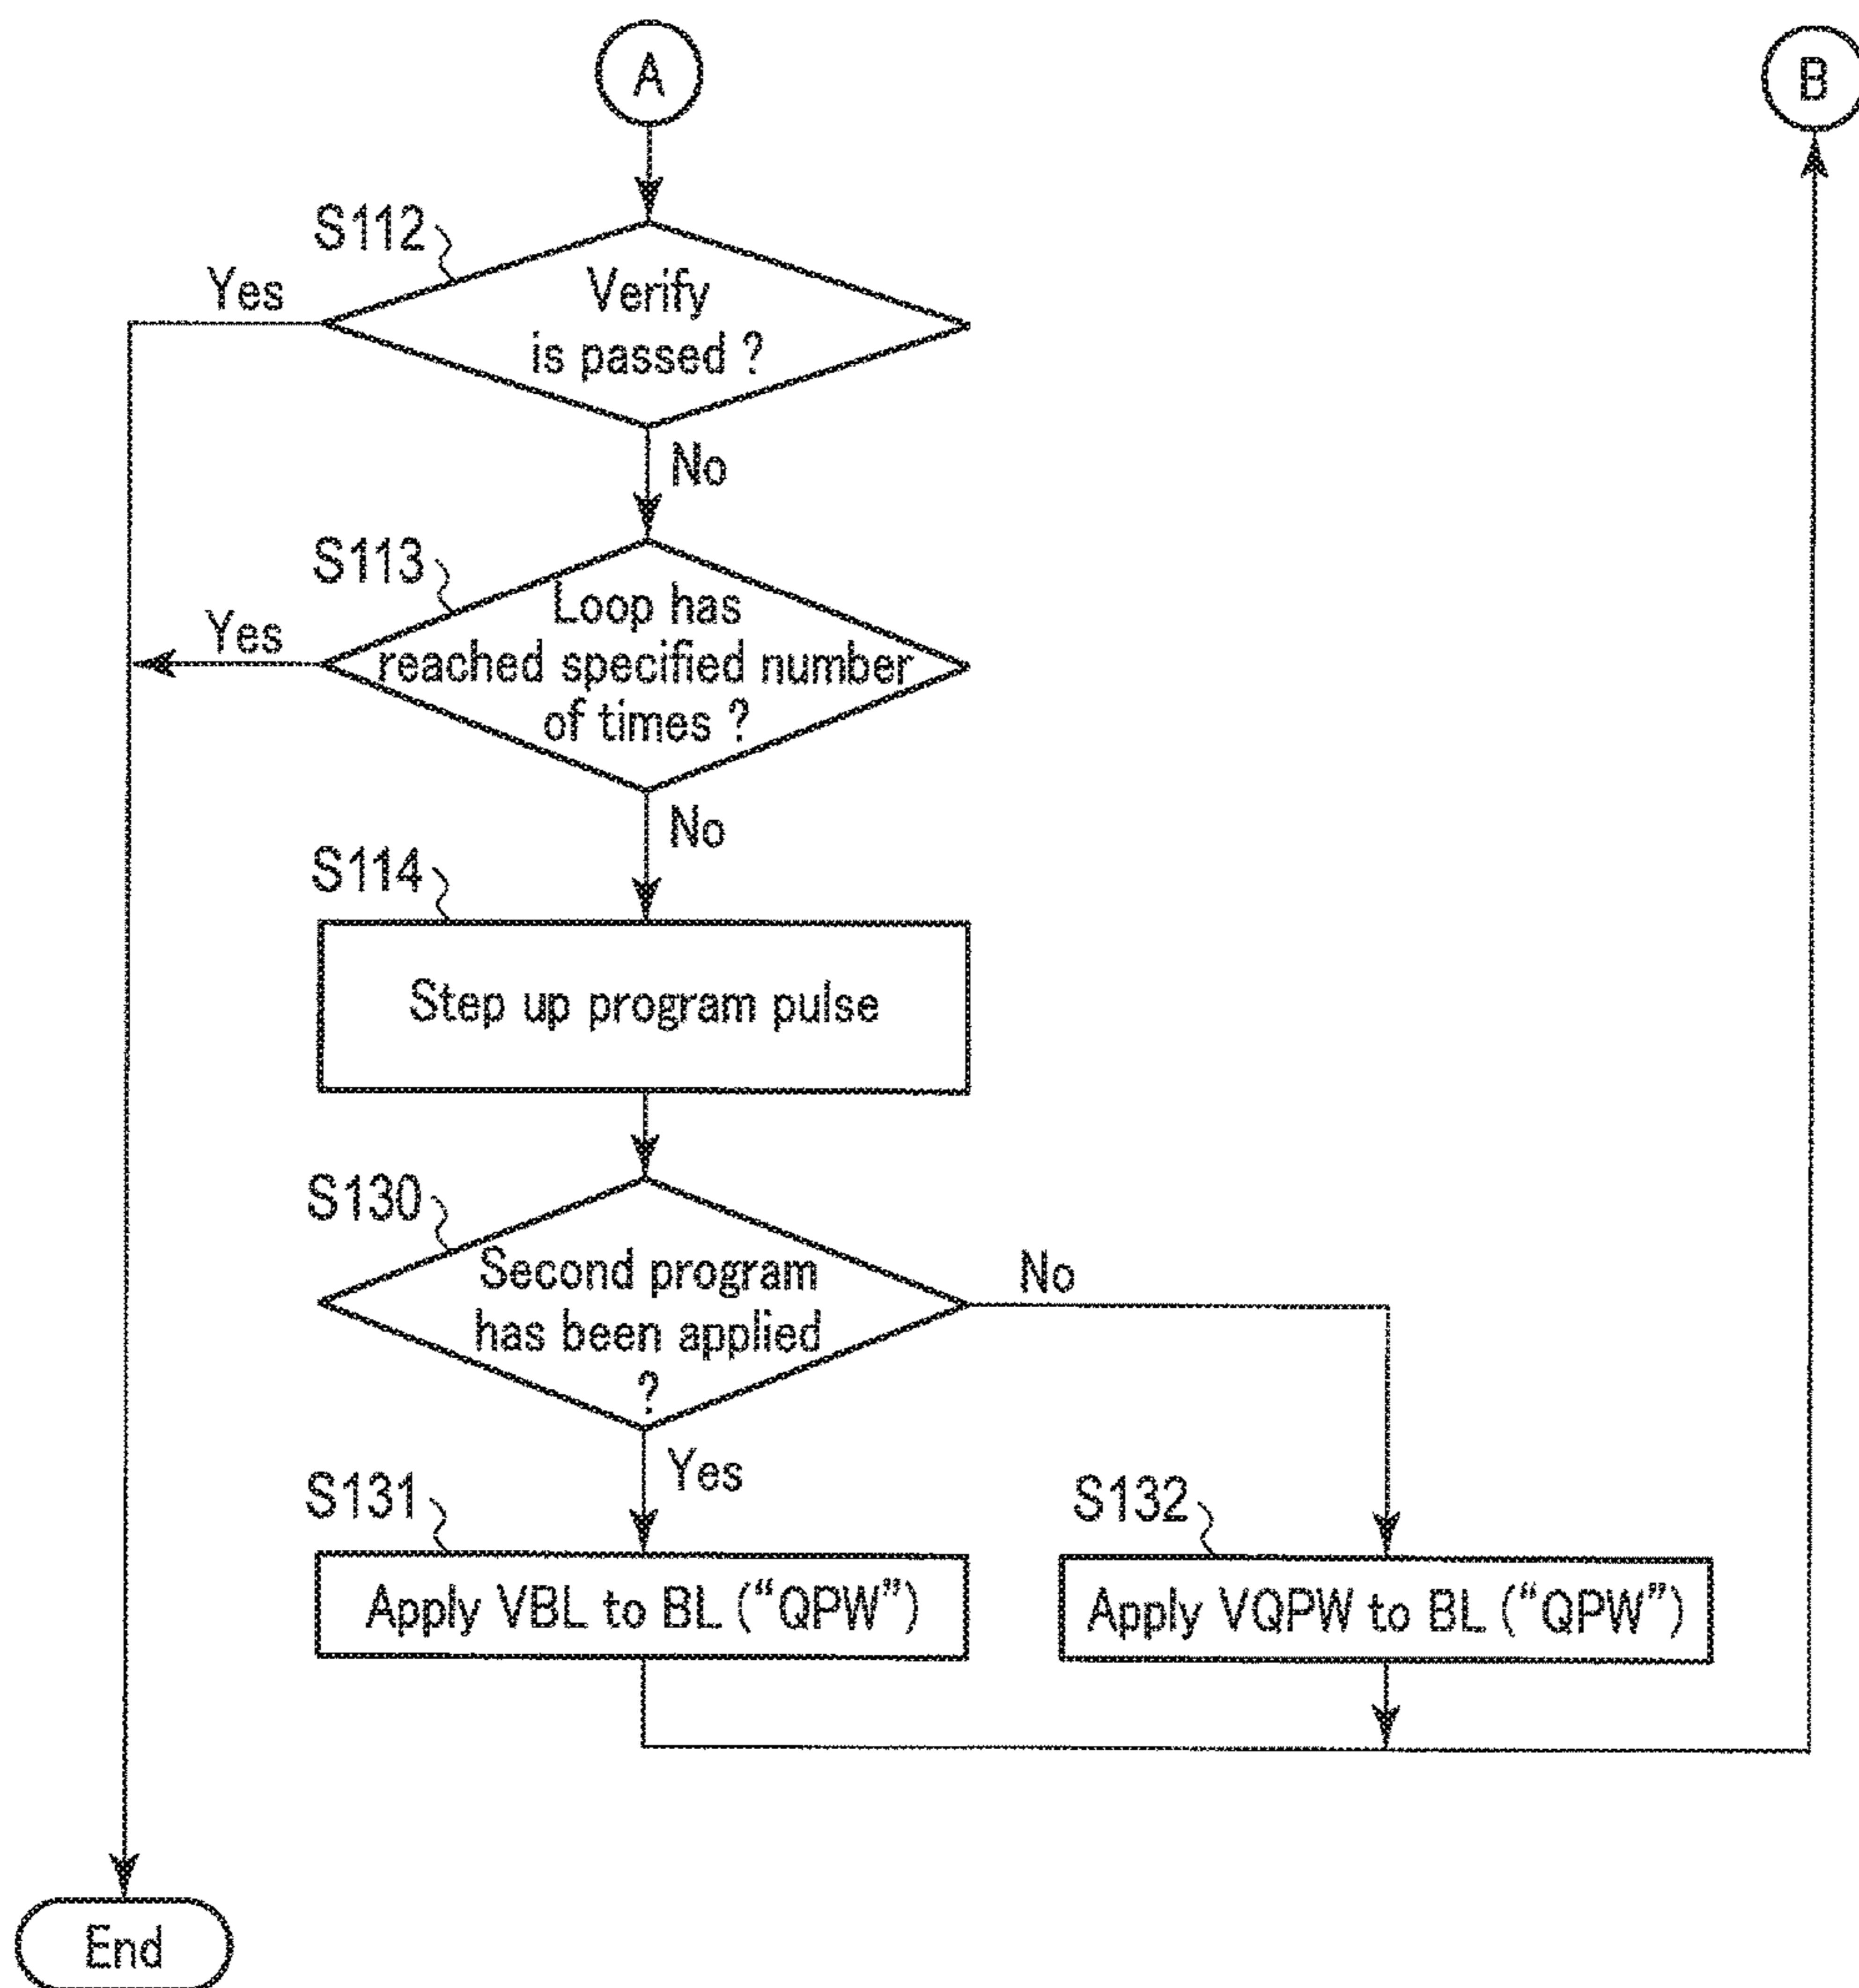 A
B
S112
Yes
Verify
is passed ?
No
S113
Yes
Loop has
reached specified number
of times ?
No
S114
Step up program pulse
S130
Second program
has been applied
?
No
Yes
S131
S132
Apply VBL to BL (“QPW”)
Apply VQPW to BL (“QPW”)
End